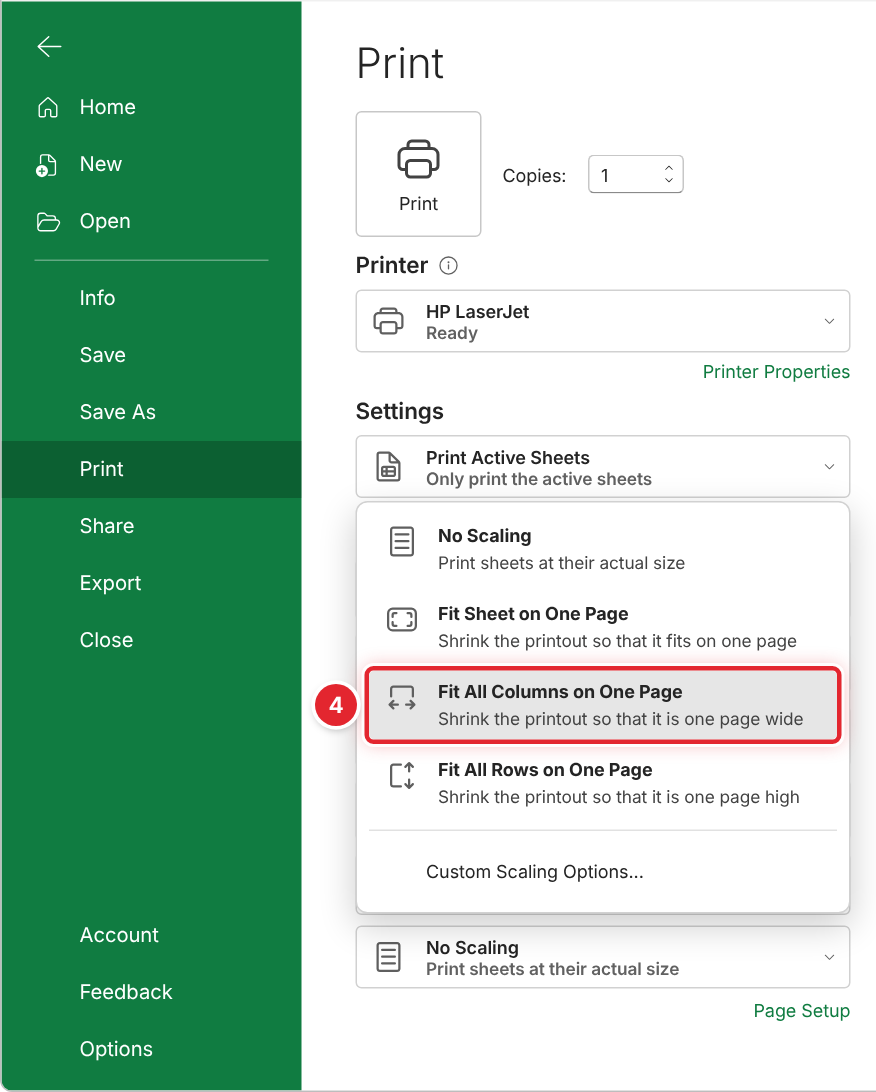 Home
New
Open
Info
Save
Save As
Print
Share
Export
Close
Account
Feedback
Options
Print
Print
Copies: 1
Printer
HP LaserJet
Ready
Printer Properties
Settings
Print Active Sheets
Only print the active sheets
No Scaling
Print sheets at their actual size
Fit Sheet on One Page
Shrink the printout so that it fits on one page
4
Fit All Columns on One Page
Shrink the printout so that it is one page wide
Fit All Rows on One Page
Shrink the printout so that it is one page high
Custom Scaling Options...
No Scaling
Print sheets at their actual size
Page Setup